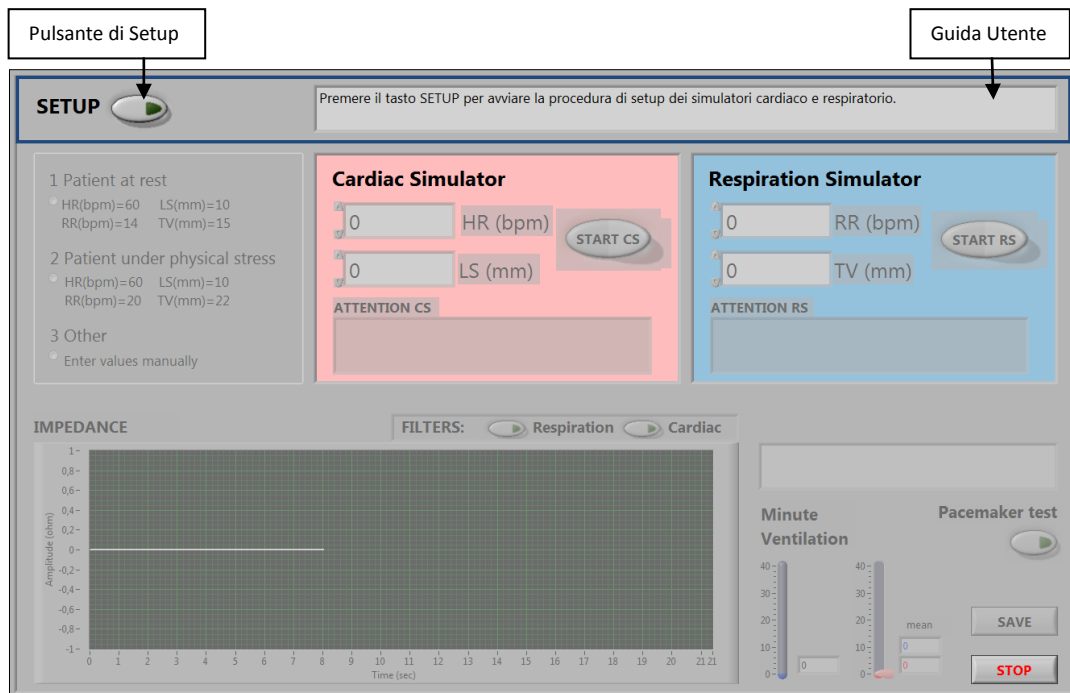 Pulsante di Setup
Guida Utente
SETUP
Premere il tasto SETUP per avviare la procedura di setup dei simulatori cardiaco e respiratorio.
1 Patient at rest
HR(bpm)=60 LS(mm)=10
RR(bpm)=14 TV(mm)=15
2 Patient under physical stress
HR(bpm)=60 LS(mm)=10
RR(bpm)=20 TV(mm)=22
3 Other
Enter values manually
Cardiac Simulator
0 HR (bpm)
START CS
0 LS (mm)
ATTENTION CS
Respiration Simulator
0 RR (bpm)
START RS
0 TV (mm)
ATTENTION RS
IMPEDANCE
FILTERS: Respiration Cardiac
Amplitude (ohm)
1
0,8
0,6
0,4
0,2
0
-0,2
-0,4
-0,6
-0,8
-1
0 1 2 3 4 5 6 7 8 9 10 11 12 13 14 15 16 17 18 19 20 21 21
Time (sec)
Minute
Ventilation
40
30
20
10
0
0
40
30
20
10
0
mean
0
0
Pacemaker test
SAVE
STOP